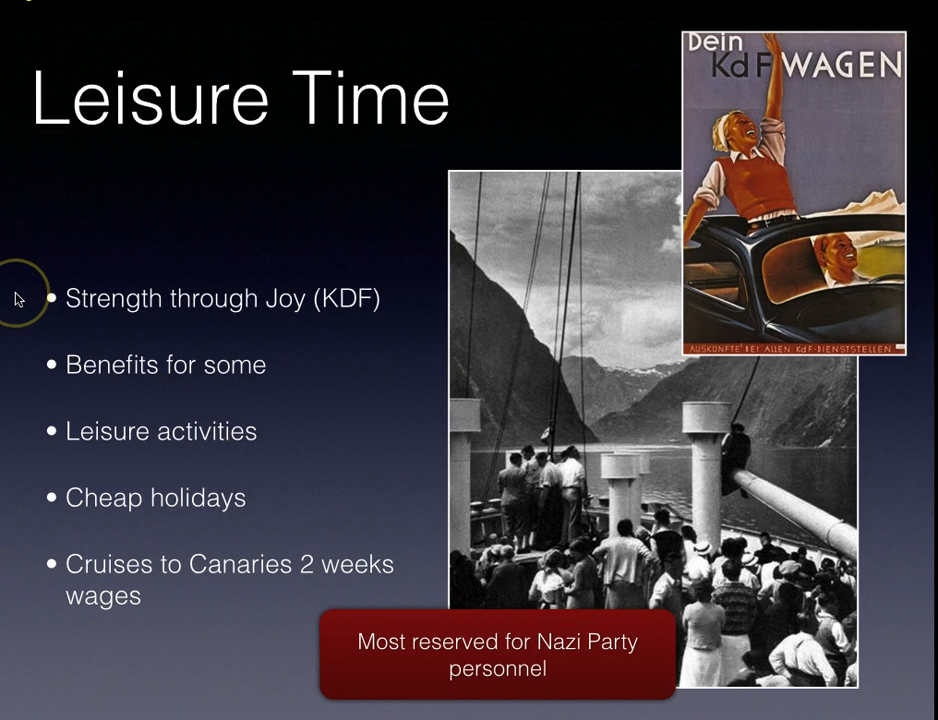 Leisure Time
Dein
KdF WAGEN
AUSKÜNFTE BEI ALLEN KdF-DIENSTSTELLEN
• Strength through Joy (KDF)
• Benefits for some
• Leisure activities
• Cheap holidays
• Cruises to Canaries 2 weeks
wages
Most reserved for Nazi Party
personnel